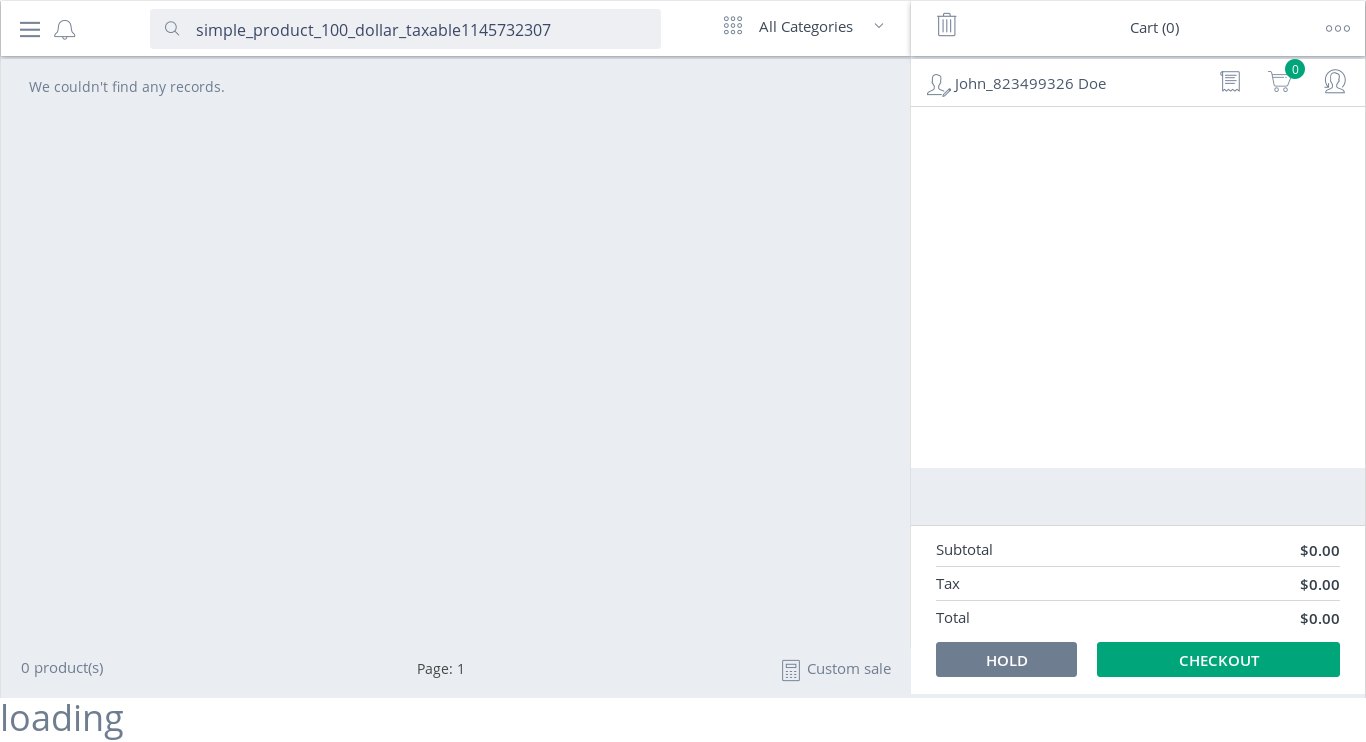 simple_product_100_dollar_taxable1145732307
All Categories
Cart (0)
We couldn't find any records.
John_823499326 Doe
0
Subtotal $0.00
Tax $0.00
Total $0.00
HOLD CHECKOUT
0 product(s)
Page: 1
Custom sale
loading